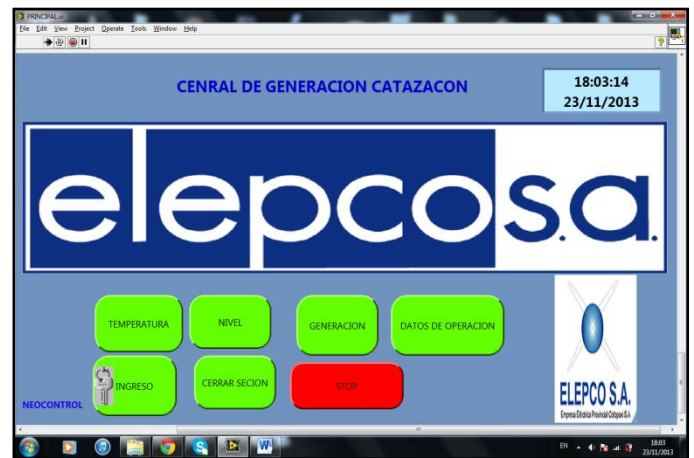 PRINCIPAL.vi
File Edit View Project Operate Tools Window Help
CENRAL DE GENERACION CATAZACON
18:03:14
23/11/2013
elepcos.a.
TEMPERATURA NIVEL GENERACION DATOS DE OPERACION
INGRESO CERRAR SECION STOP
NEOCONTROL
ELEPCO S.A.
Empresa Eléctrica Provincial Cotopaxi S.A
EN 18:03
23/11/2013